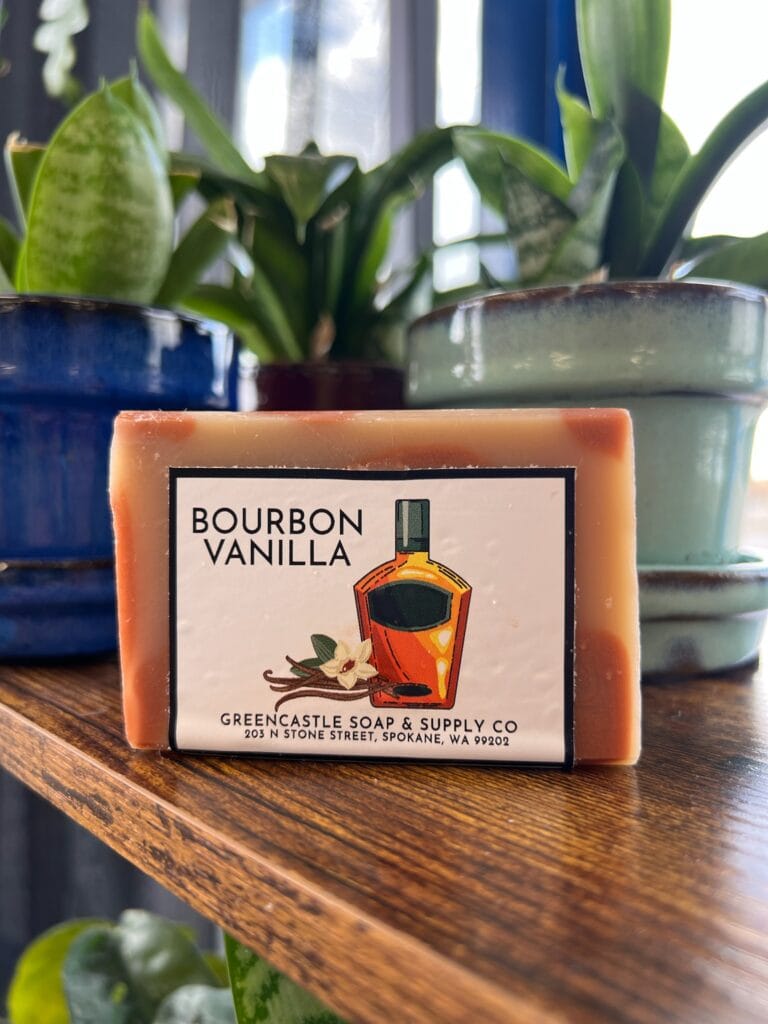 BOURBON
VANILLA
GREENCASTLE SOAP & SUPPLY CO
203 N STONE STREET, SPOKANE, WA 99202